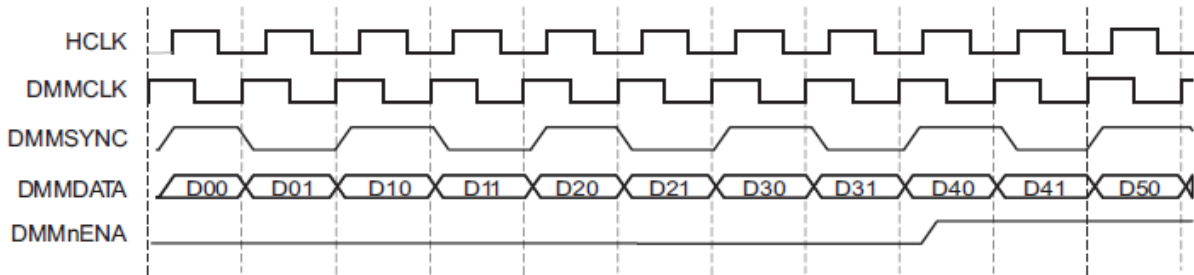 HCLK
DMMCLK
DMMSYNC
DMMDATA D00 D01 D10 D11 D20 D21 D30 D31 D40 D41 D50
DMMnENA